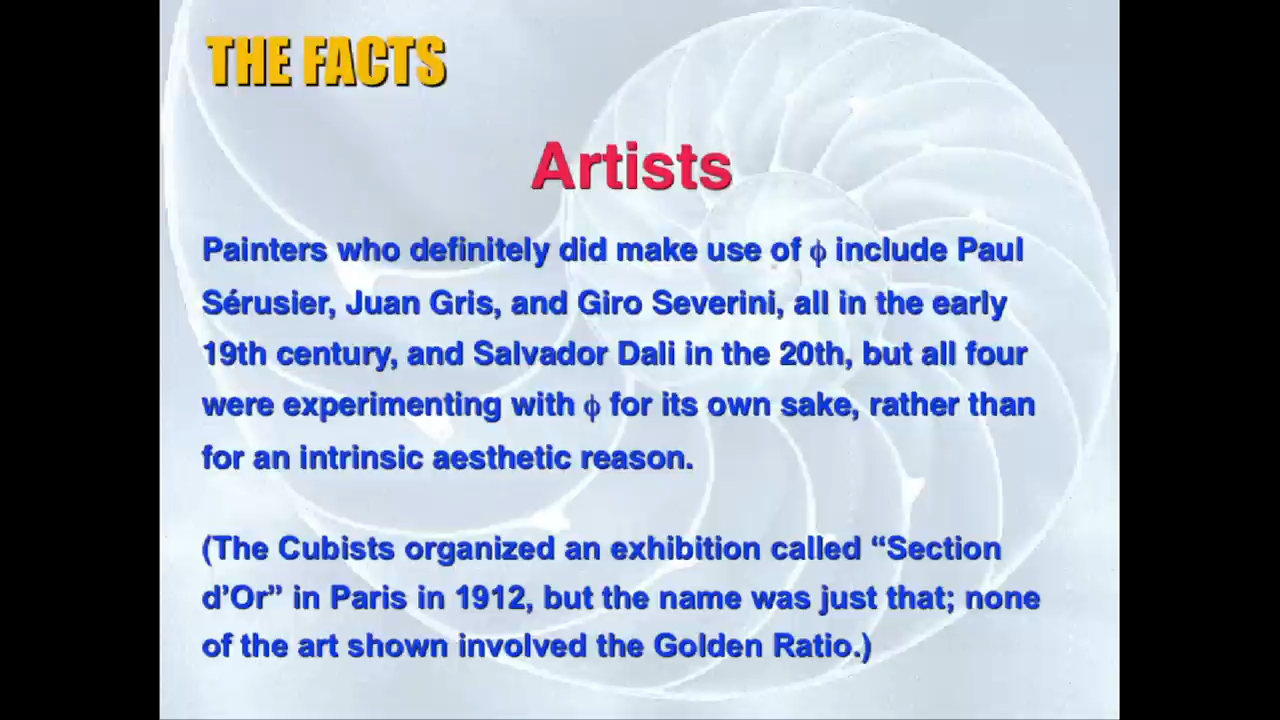 THE FACTS
Artists
Painters who definitely did make use of ϕ include Paul
Sérusier, Juan Gris, and Giro Severini, all in the early
19th century, and Salvador Dali in the 20th, but all four
were experimenting with ϕ for its own sake, rather than
for an intrinsic aesthetic reason.
(The Cubists organized an exhibition called “Section
d’Or” in Paris in 1912, but the name was just that; none
of the art shown involved the Golden Ratio.)